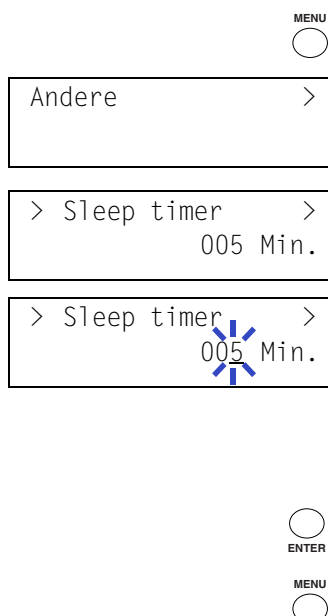 MENU
Andere >
> Sleep timer >
005 Min.
> Sleep timer >
005 Min.
ENTER
MENU